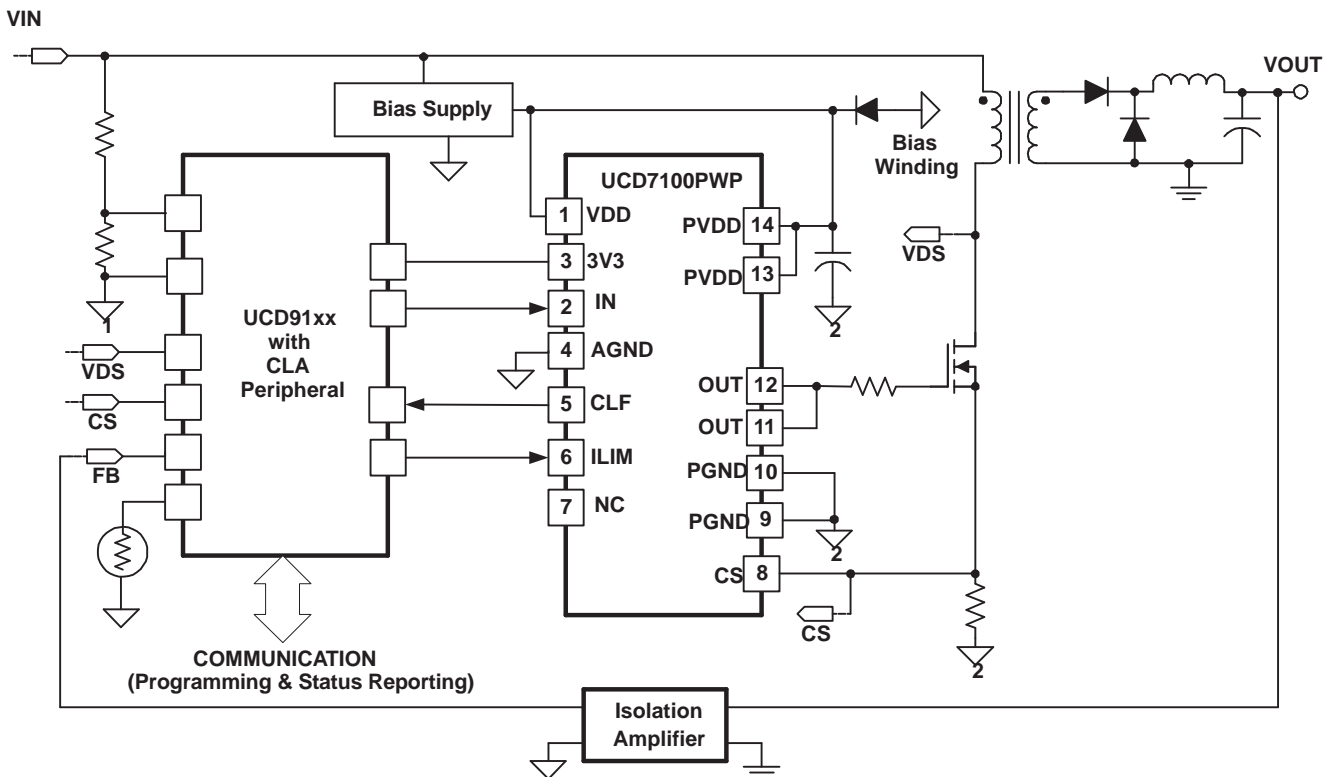 VIN
VOUT
Bias Supply
Bias
Winding
UCD7100PWP
1 VDD
PVDD 14
3 3V3
PVDD 13
VDS
2 IN
2
1
UCD91xx
with
CLA
Peripheral
4 AGND
VDS
OUT 12
CS
5 CLF
OUT 11
FB
6 ILIM
PGND 10
7 NC
PGND 9
2
CS 8
CS
2
COMMUNICATION
(Programming & Status Reporting)
Isolation
Amplifier